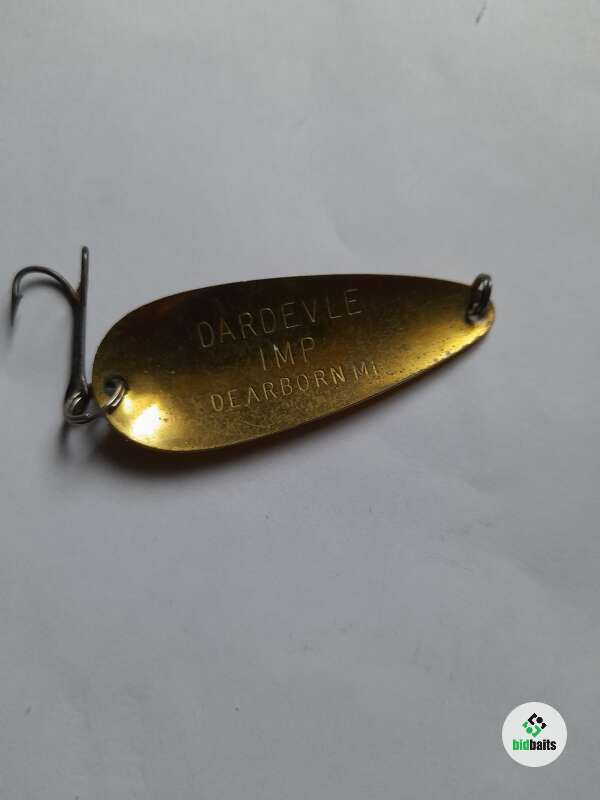 DARDEVLE
IMP
DEARBORN MI
bidbaits